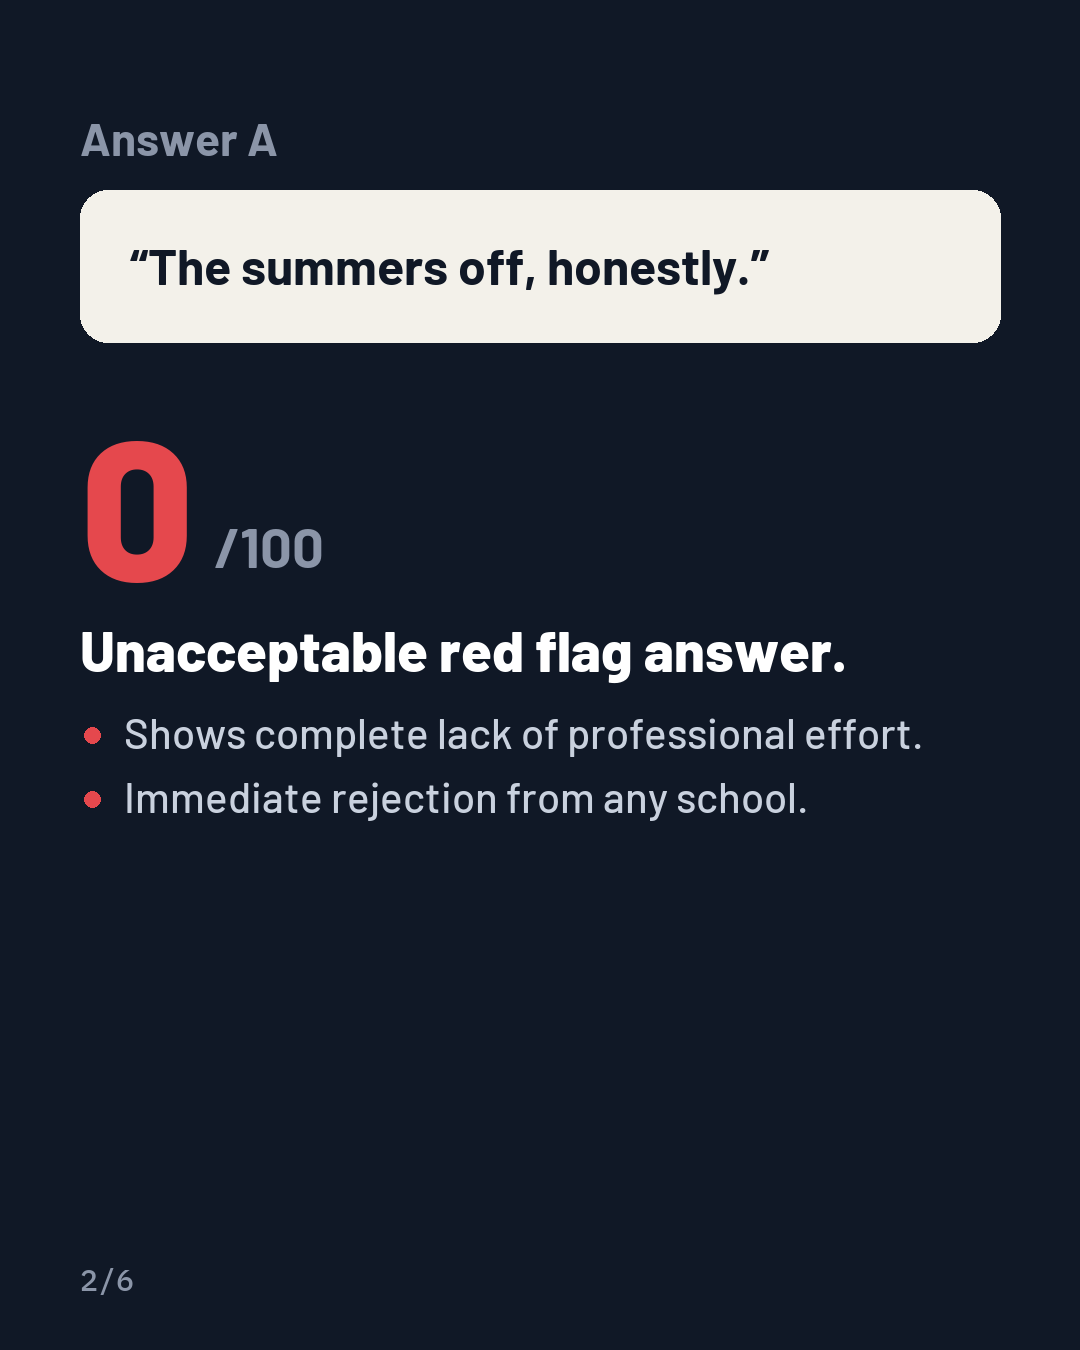 Answer A
“The summers off, honestly.”
0 /100
Unacceptable red flag answer.
Shows complete lack of professional effort.
Immediate rejection from any school.
2/6